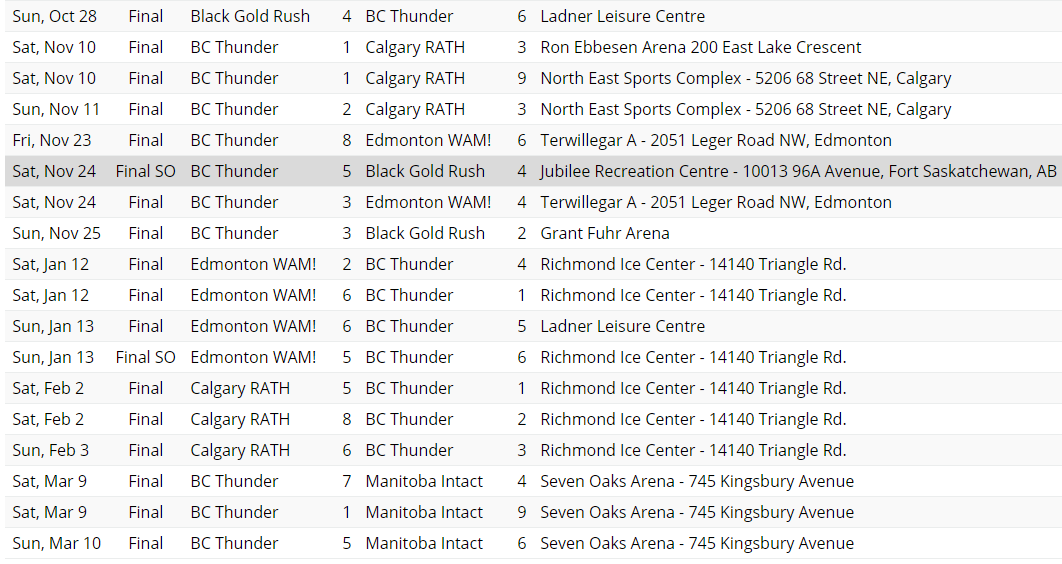 Sun, Oct 28 Final Black Gold Rush 4 BC Thunder 6 Ladner Leisure Centre
Sat, Nov 10 Final BC Thunder 1 Calgary RATH 3 Ron Ebbesen Arena 200 East Lake Crescent
Sat, Nov 10 Final BC Thunder 1 Calgary RATH 9 North East Sports Complex - 5206 68 Street NE, Calgary
Sun, Nov 11 Final BC Thunder 2 Calgary RATH 3 North East Sports Complex - 5206 68 Street NE, Calgary
Fri, Nov 23 Final BC Thunder 8 Edmonton WAM! 6 Terwillegar A - 2051 Leger Road NW, Edmonton
Sat, Nov 24 Final SO BC Thunder 5 Black Gold Rush 4 Jubilee Recreation Centre - 10013 96A Avenue, Fort Saskatchewan, AB
Sat, Nov 24 Final BC Thunder 3 Edmonton WAM! 4 Terwillegar A - 2051 Leger Road NW, Edmonton
Sun, Nov 25 Final BC Thunder 3 Black Gold Rush 2 Grant Fuhr Arena
Sat, Jan 12 Final Edmonton WAM! 2 BC Thunder 4 Richmond Ice Center - 14140 Triangle Rd.
Sat, Jan 12 Final Edmonton WAM! 6 BC Thunder 1 Richmond Ice Center - 14140 Triangle Rd.
Sun, Jan 13 Final Edmonton WAM! 6 BC Thunder 5 Ladner Leisure Centre
Sun, Jan 13 Final SO Edmonton WAM! 5 BC Thunder 6 Richmond Ice Center - 14140 Triangle Rd.
Sat, Feb 2 Final Calgary RATH 5 BC Thunder 1 Richmond Ice Center - 14140 Triangle Rd.
Sat, Feb 2 Final Calgary RATH 8 BC Thunder 2 Richmond Ice Center - 14140 Triangle Rd.
Sun, Feb 3 Final Calgary RATH 6 BC Thunder 3 Richmond Ice Center - 14140 Triangle Rd.
Sat, Mar 9 Final BC Thunder 7 Manitoba Intact 4 Seven Oaks Arena - 745 Kingsbury Avenue
Sat, Mar 9 Final BC Thunder 1 Manitoba Intact 9 Seven Oaks Arena - 745 Kingsbury Avenue
Sun, Mar 10 Final BC Thunder 5 Manitoba Intact 6 Seven Oaks Arena - 745 Kingsbury Avenue